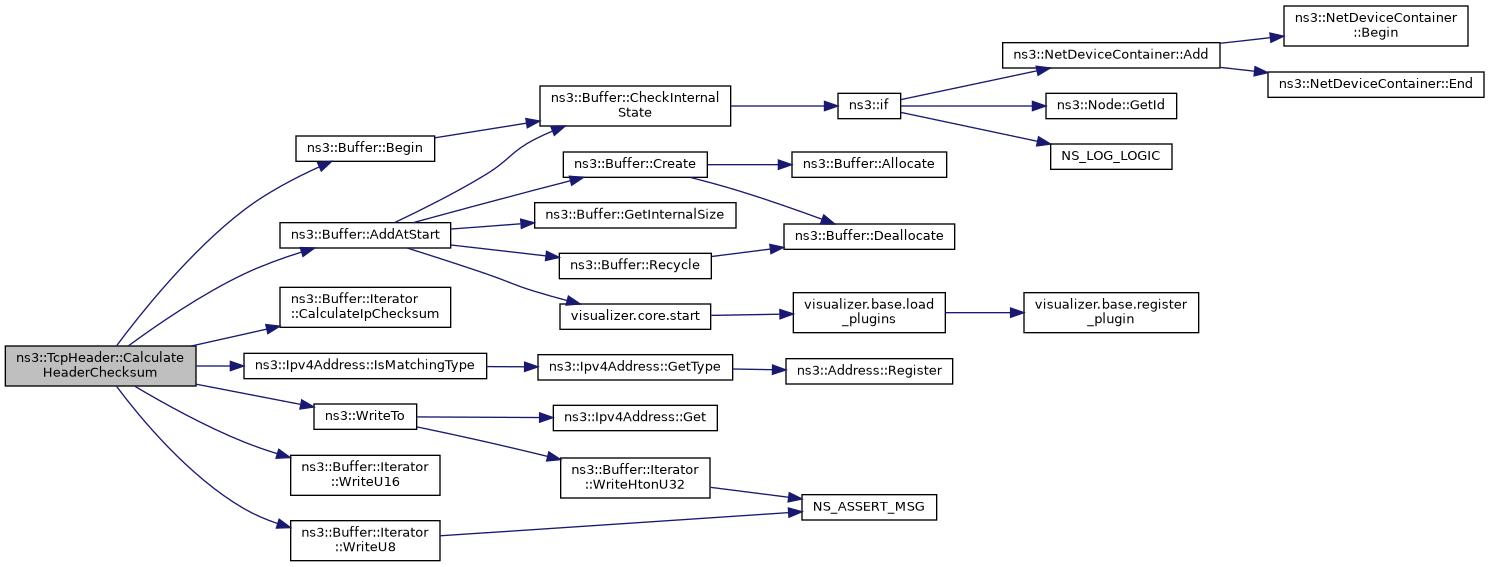 ns3::TcpHeader::Calculate
HeaderChecksum
ns3::Buffer::Begin
ns3::Buffer::AddAtStart
ns3::Buffer::Iterator
::CalculateIpChecksum
ns3::Ipv4Address::IsMatchingType
ns3::WriteTo
ns3::Buffer::Iterator
::WriteU16
ns3::Buffer::Iterator
::WriteU8
ns3::Buffer::CheckInternal
State
ns3::Buffer::Create
ns3::Buffer::GetInternalSize
ns3::Buffer::Recycle
visualizer.core.start
ns3::Ipv4Address::GetType
ns3::Ipv4Address::Get
ns3::Buffer::Iterator
::WriteHtonU32
ns3::if
ns3::Buffer::Allocate
ns3::Buffer::Deallocate
visualizer.base.load
_plugins
ns3::Address::Register
NS_ASSERT_MSG
ns3::NetDeviceContainer::Add
ns3::Node::GetId
NS_LOG_LOGIC
visualizer.base.register
_plugin
ns3::NetDeviceContainer
::Begin
ns3::NetDeviceContainer::End